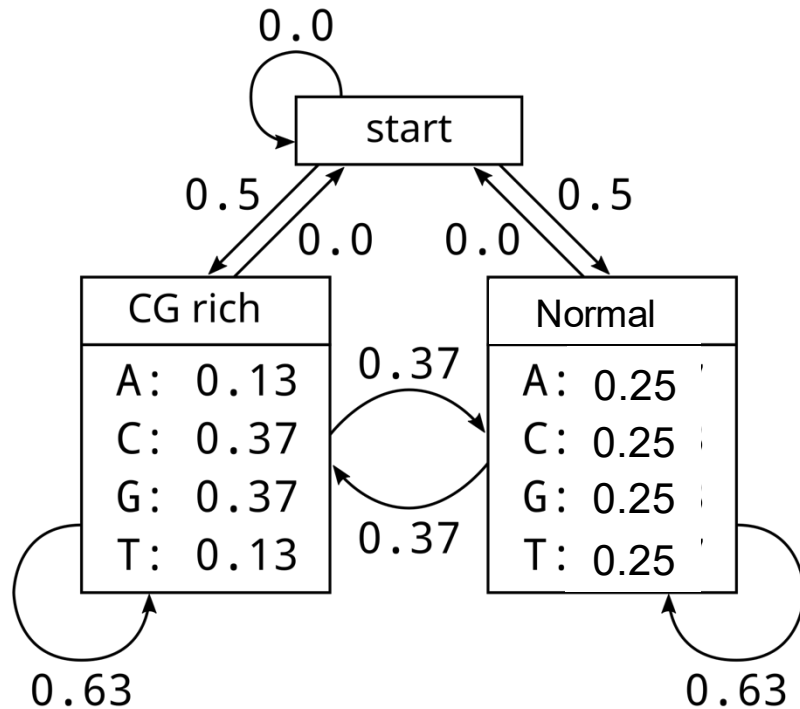 0.0
start
0.5
0.5
0.0
0.0
CG rich
Normal
A: 0.13
C: 0.37
G: 0.37
T: 0.13
0.37
0.37
A: 0.25
C: 0.25
G: 0.25
T: 0.25
0.63
0.63